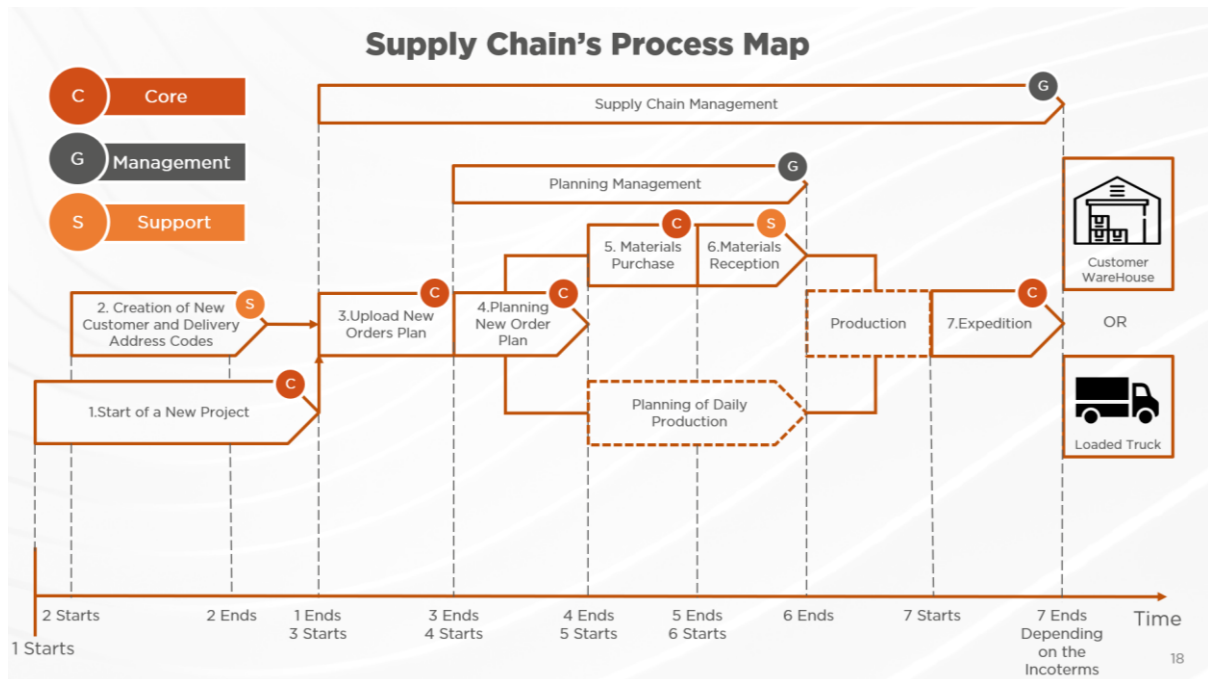 Supply Chain's Process Map
C
Core
G
Management
S
Support
Supply Chain Management
G
Planning Management
G
5. Materials
Purchase
C
6.Materials
Reception
S
Customer
WareHouse
2. Creation of New
Customer and Delivery
Address Codes
S
3.Upload New
Orders Plan
C
4.Planning
New Order
Plan
C
Production
7.Expedition
C
OR
1.Start of a New Project
C
Planning of Daily
Production
Loaded Truck
1 Starts
2 Starts
2 Ends
1 Ends
3 Starts
3 Ends
4 Starts
4 Ends
5 Starts
5 Ends
6 Starts
6 Ends
7 Starts
7 Ends
Depending
on the
Incoterms
Time
18